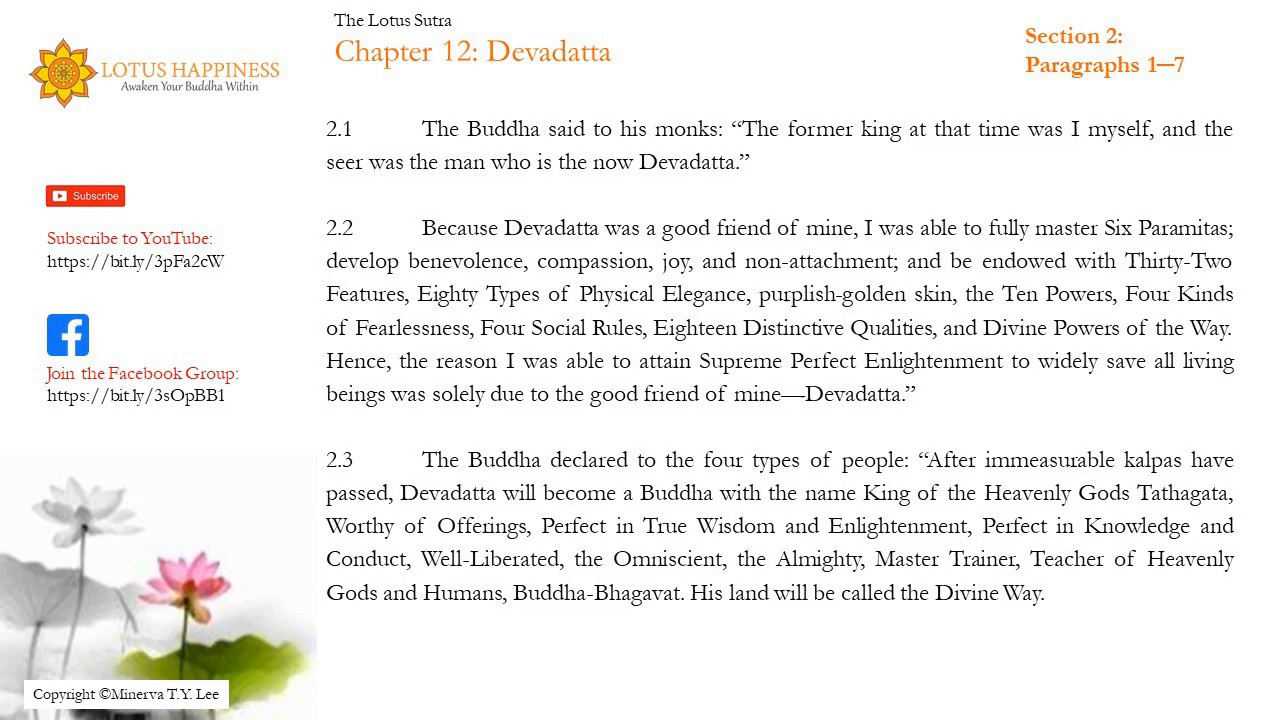 The Lotus Sutra
Chapter 12: Devadatta
Section 2:
Paragraphs 1—7
LOTUS HAPPINESS
Awaken Your Buddha Within
Subscribe
Subscribe to YouTube:
https://bit.ly/3pFa2cW
Join the Facebook Group:
https://bit.ly/3sOpBB1
2.1 The Buddha said to his monks: “The former king at that time was I myself, and the
seer was the man who is the now Devadatta.”
2.2 Because Devadatta was a good friend of mine, I was able to fully master Six Paramitas;
develop benevolence, compassion, joy, and non-attachment; and be endowed with Thirty-Two
Features, Eighty Types of Physical Elegance, purplish-golden skin, the Ten Powers, Four Kinds
of Fearlessness, Four Social Rules, Eighteen Distinctive Qualities, and Divine Powers of the Way.
Hence, the reason I was able to attain Supreme Perfect Enlightenment to widely save all living
beings was solely due to the good friend of mine—Devadatta.”
2.3 The Buddha declared to the four types of people: “After immeasurable kalpas have
passed, Devadatta will become a Buddha with the name King of the Heavenly Gods Tathagata,
Worthy of Offerings, Perfect in True Wisdom and Enlightenment, Perfect in Knowledge and
Conduct, Well-Liberated, the Omniscient, the Almighty, Master Trainer, Teacher of Heavenly
Gods and Humans, Buddha-Bhagavat. His land will be called the Divine Way.
Copyright ©Minerva T.Y. Lee